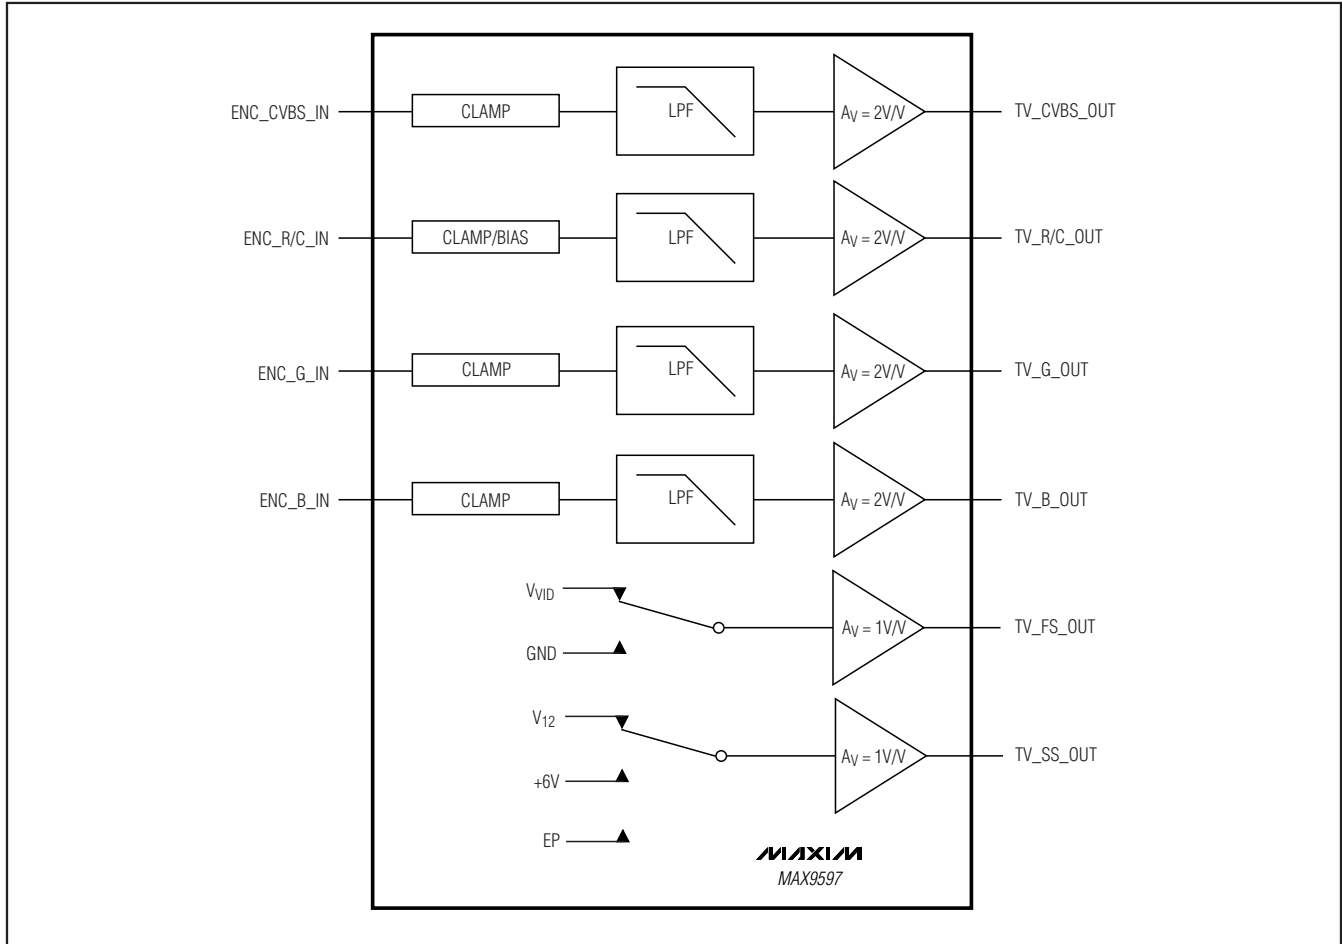 ENC_CVBS_IN CLAMP LPF AV = 2V/V TV_CVBS_OUT
ENC_R/C_IN CLAMP/BIAS LPF AV = 2V/V TV_R/C_OUT
ENC_G_IN CLAMP LPF AV = 2V/V TV_G_OUT
ENC_B_IN CLAMP LPF AV = 2V/V TV_B_OUT
VVID
AV = 1V/V TV_FS_OUT
GND
V12
AV = 1V/V TV_SS_OUT
+6V
EP
MAXIM
MAX9597